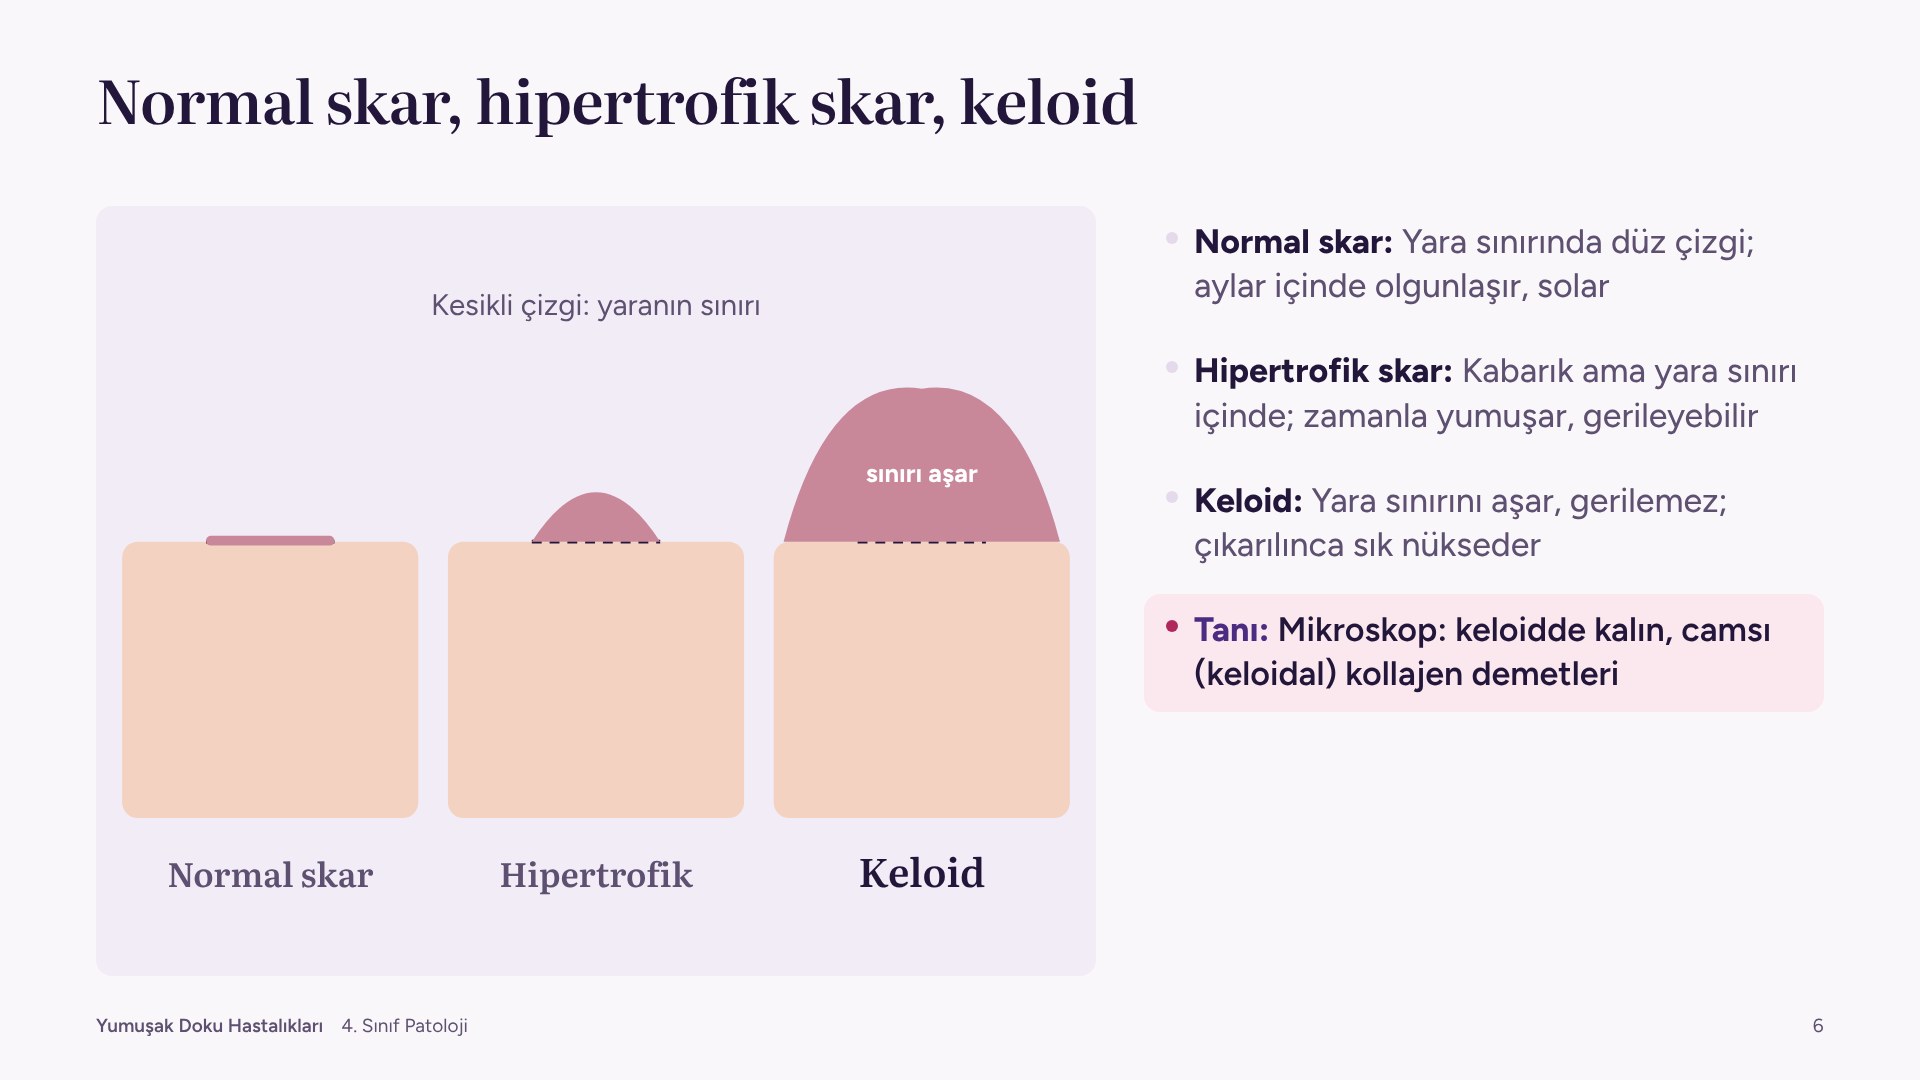 Normal skar, hipertrofik skar, keloid
Kesikli çizgi: yaranın sınırı
sınırı aşar
Normal skar
Hipertrofik
Keloid
Normal skar: Yara sınırında düz çizgi;
aylar içinde olgunlaşır, solar
Hipertrofik skar: Kabarık ama yara sınırı
içinde; zamanla yumuşar, gerileyebilir
Keloid: Yara sınırını aşar, gerilemez;
çıkarılınca sık nükseder
Tanı: Mikroskop: keloidde kalın, camsı
(keloidal) kollajen demetleri
Yumuşak Doku Hastalıkları 4. Sınıf Patoloji
6